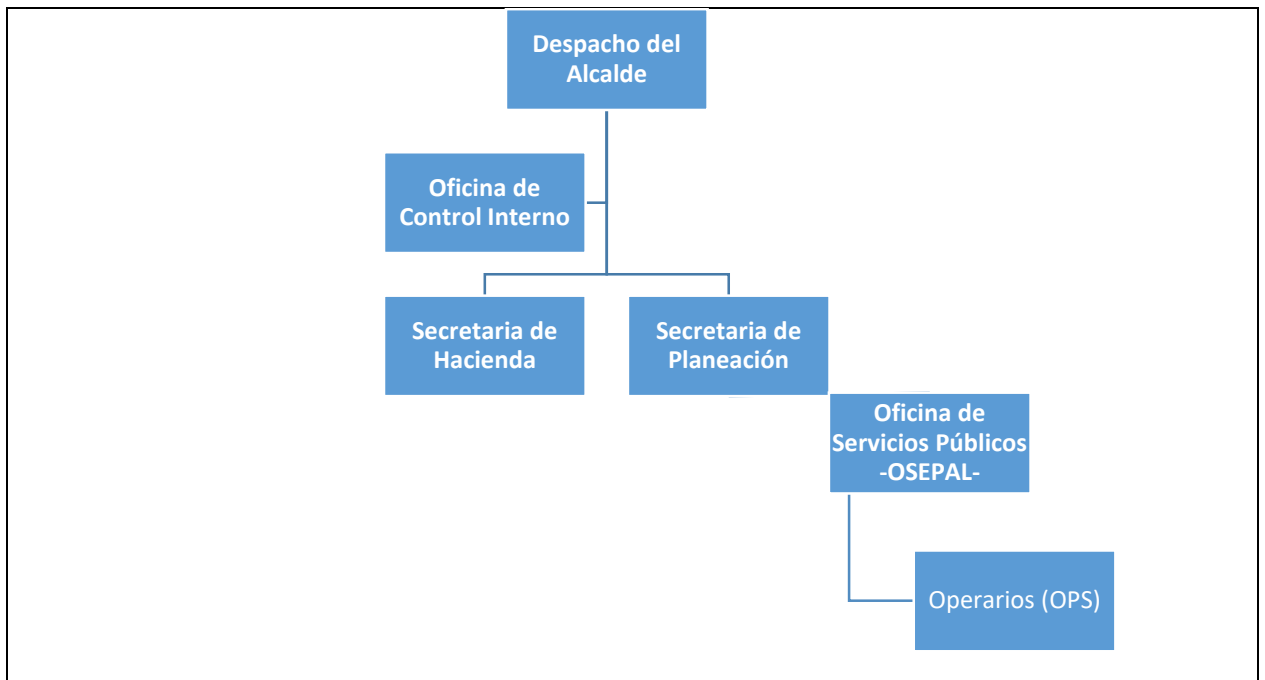 Despacho del
Alcalde
Oficina de
Control Interno
Secretaria de
Hacienda
Secretaria de
Planeación
Oficina de
Servicios Públicos
-OSEPAL-
Operarios (OPS)